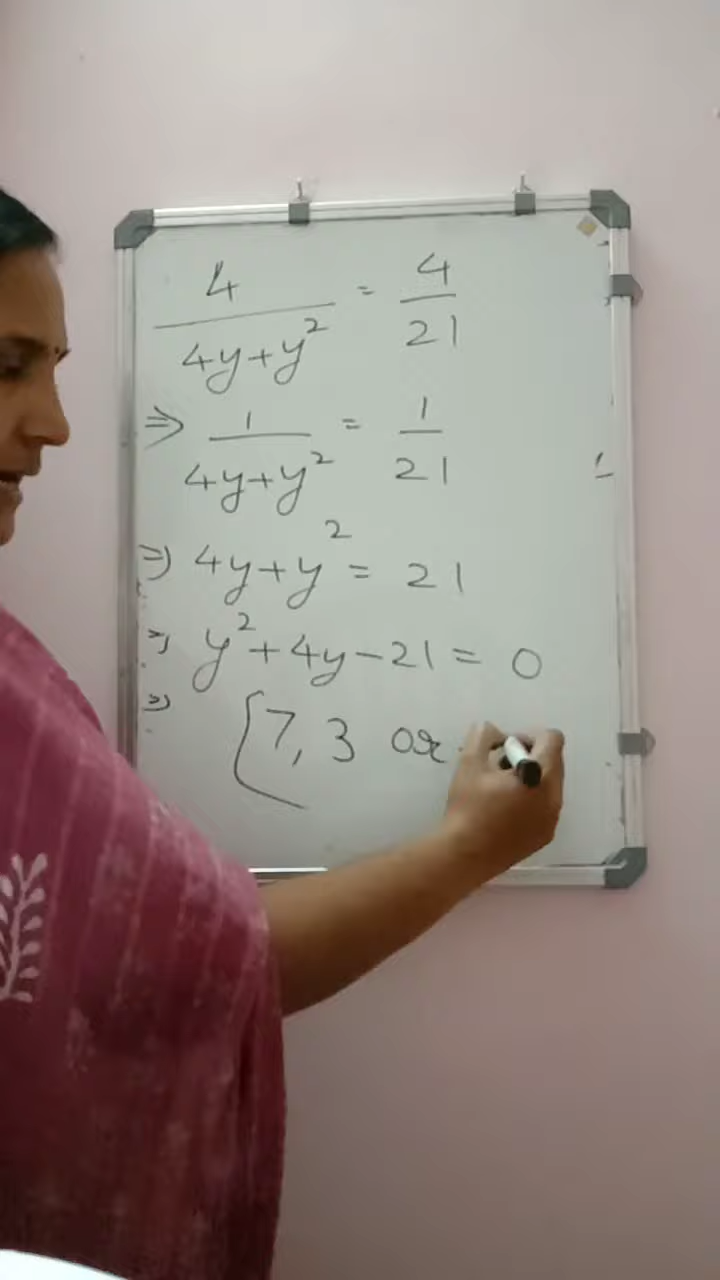 4/(4y+y²) = 4/21
⇒ 1/(4y+y²) = 1/21
⇒ 4y+y² = 21
⇒ y²+4y-21 = 0
⇒ [7, 3 or